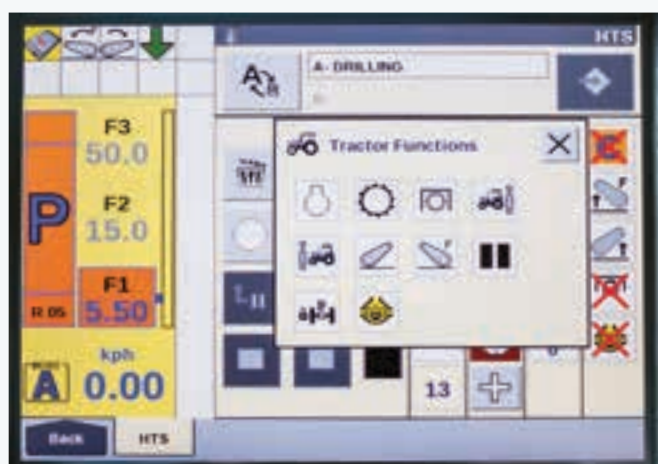 HTS
A- DRILLING
Tractor Functions
F3
50.0
F2
15.0
P
F1
R 05
5.50
kph
A 0.00
13
Back
HTS